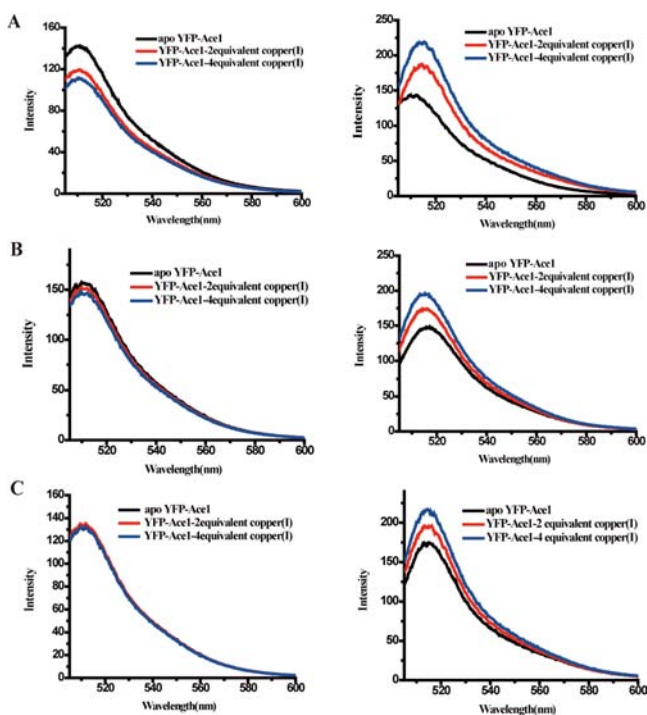 A
160
120
80
40
0
Intensity
apo YFP-Ace1
YFP-Ace1-2equivalent copper(I)
YFP-Ace1-4equivalent copper(I)
520 540 560 580 600
Wavelength(nm)
250
200
150
100
50
0
Intensity
apo YFP-Ace1
YFP-Ace1-2equivalent copper(I)
YFP-Ace1-4equivalent copper(I)
520 540 560 580 600
Wavelength(nm)
B
150
100
50
0
Intensity
apo YFP-Ace1
YFP-Ace1-2equivalent copper(I)
YFP-Ace1-4equivalent copper(I)
520 540 560 580 600
Wavelength(nm)
250
200
150
100
50
0
Intensity
apo YFP-Ace1
YFP-Ace1-2equivalent copper(I)
YFP-Ace1-4equivalent copper(I)
520 540 560 580 600
Wavelength(nm)
C
160
140
120
100
80
60
40
20
0
Intensity
apo YFP-Ace1
YFP-Ace1-2equivalent copper(I)
YFP-Ace1-4equivalent copper(I)
520 540 560 580 600
Wavelength(nm)
200
150
100
50
0
Intensity
apo YFP-Ace1
YFP-Ace1-2 equivalent copper(I)
YFP-Ace1-4 equivalent copper(I)
520 540 560 580 600
Wavelength(nm)